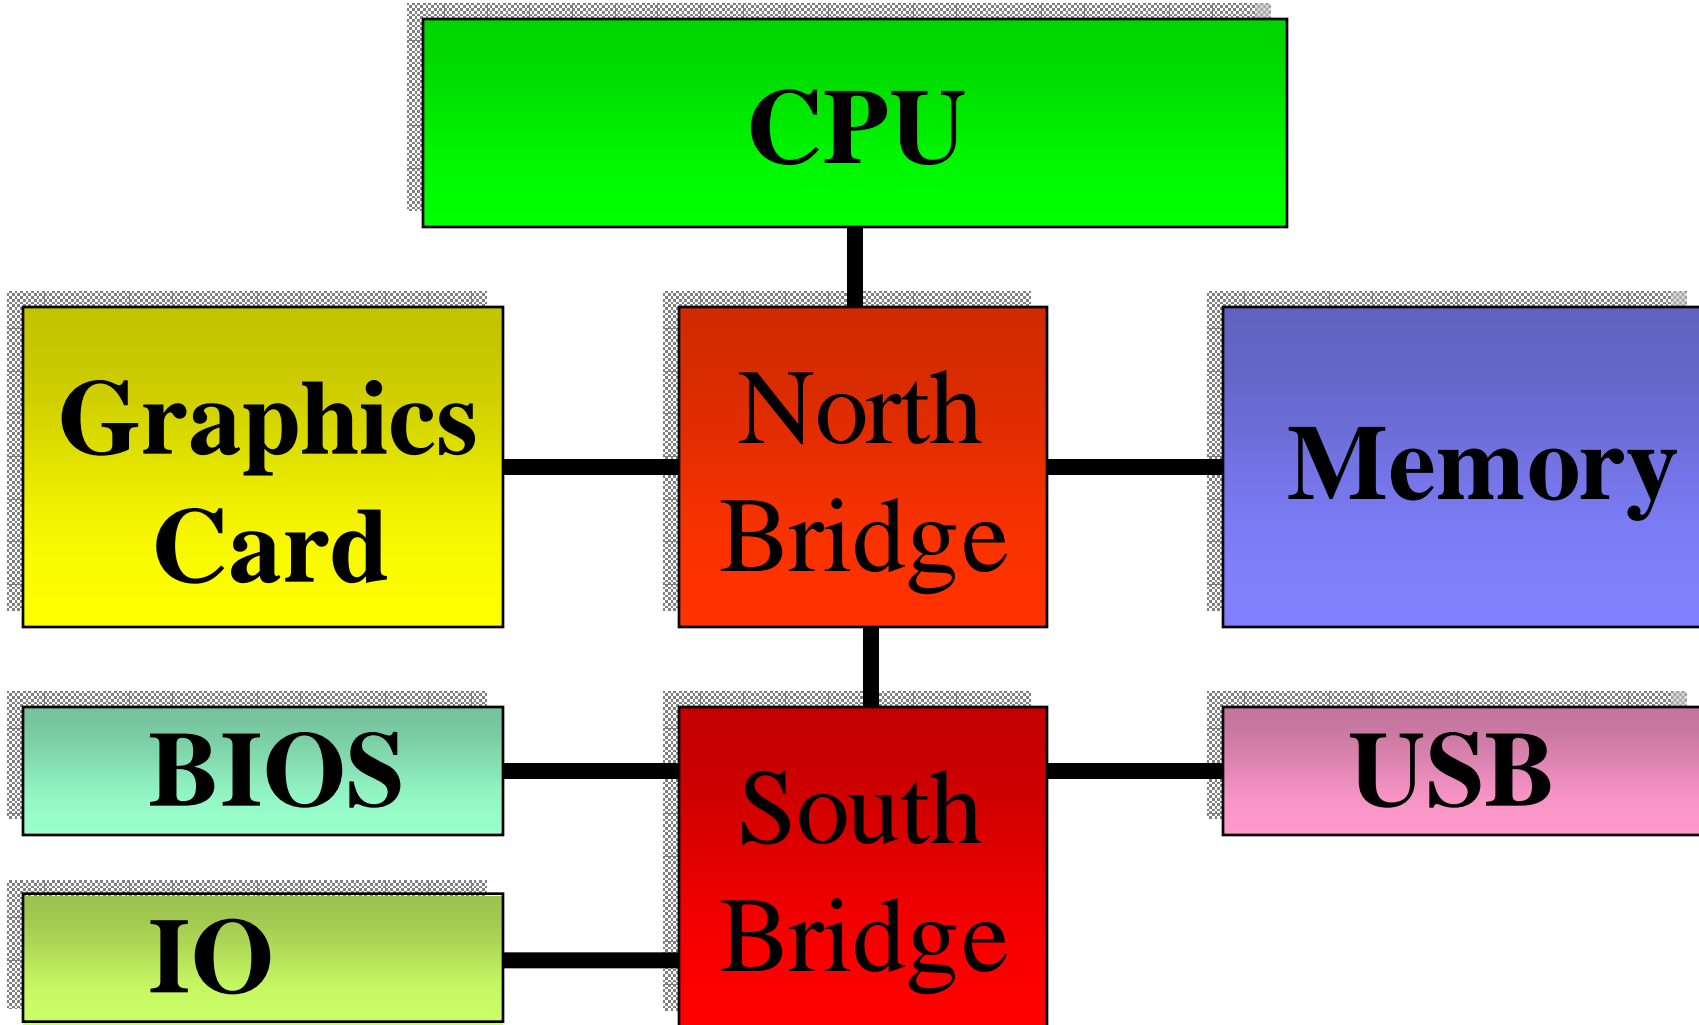 CPU
Graphics
Card
North
Bridge
Memory
BIOS
South
Bridge
USB
IO